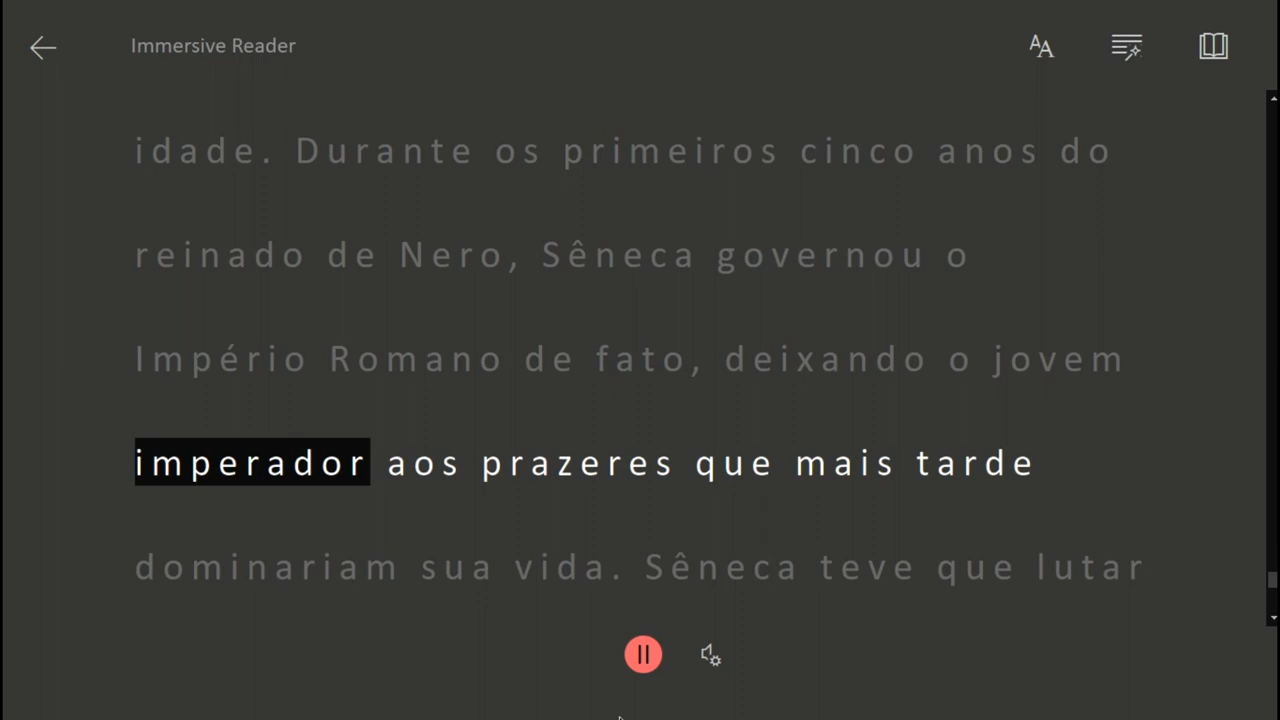 Immersive Reader
idade. Durante os primeiros cinco anos do
reinado de Nero, Sêneca governou o
Império Romano de fato, deixando o jovem
imperador aos prazeres que mais tarde
dominariam sua vida. Sêneca teve que lutar